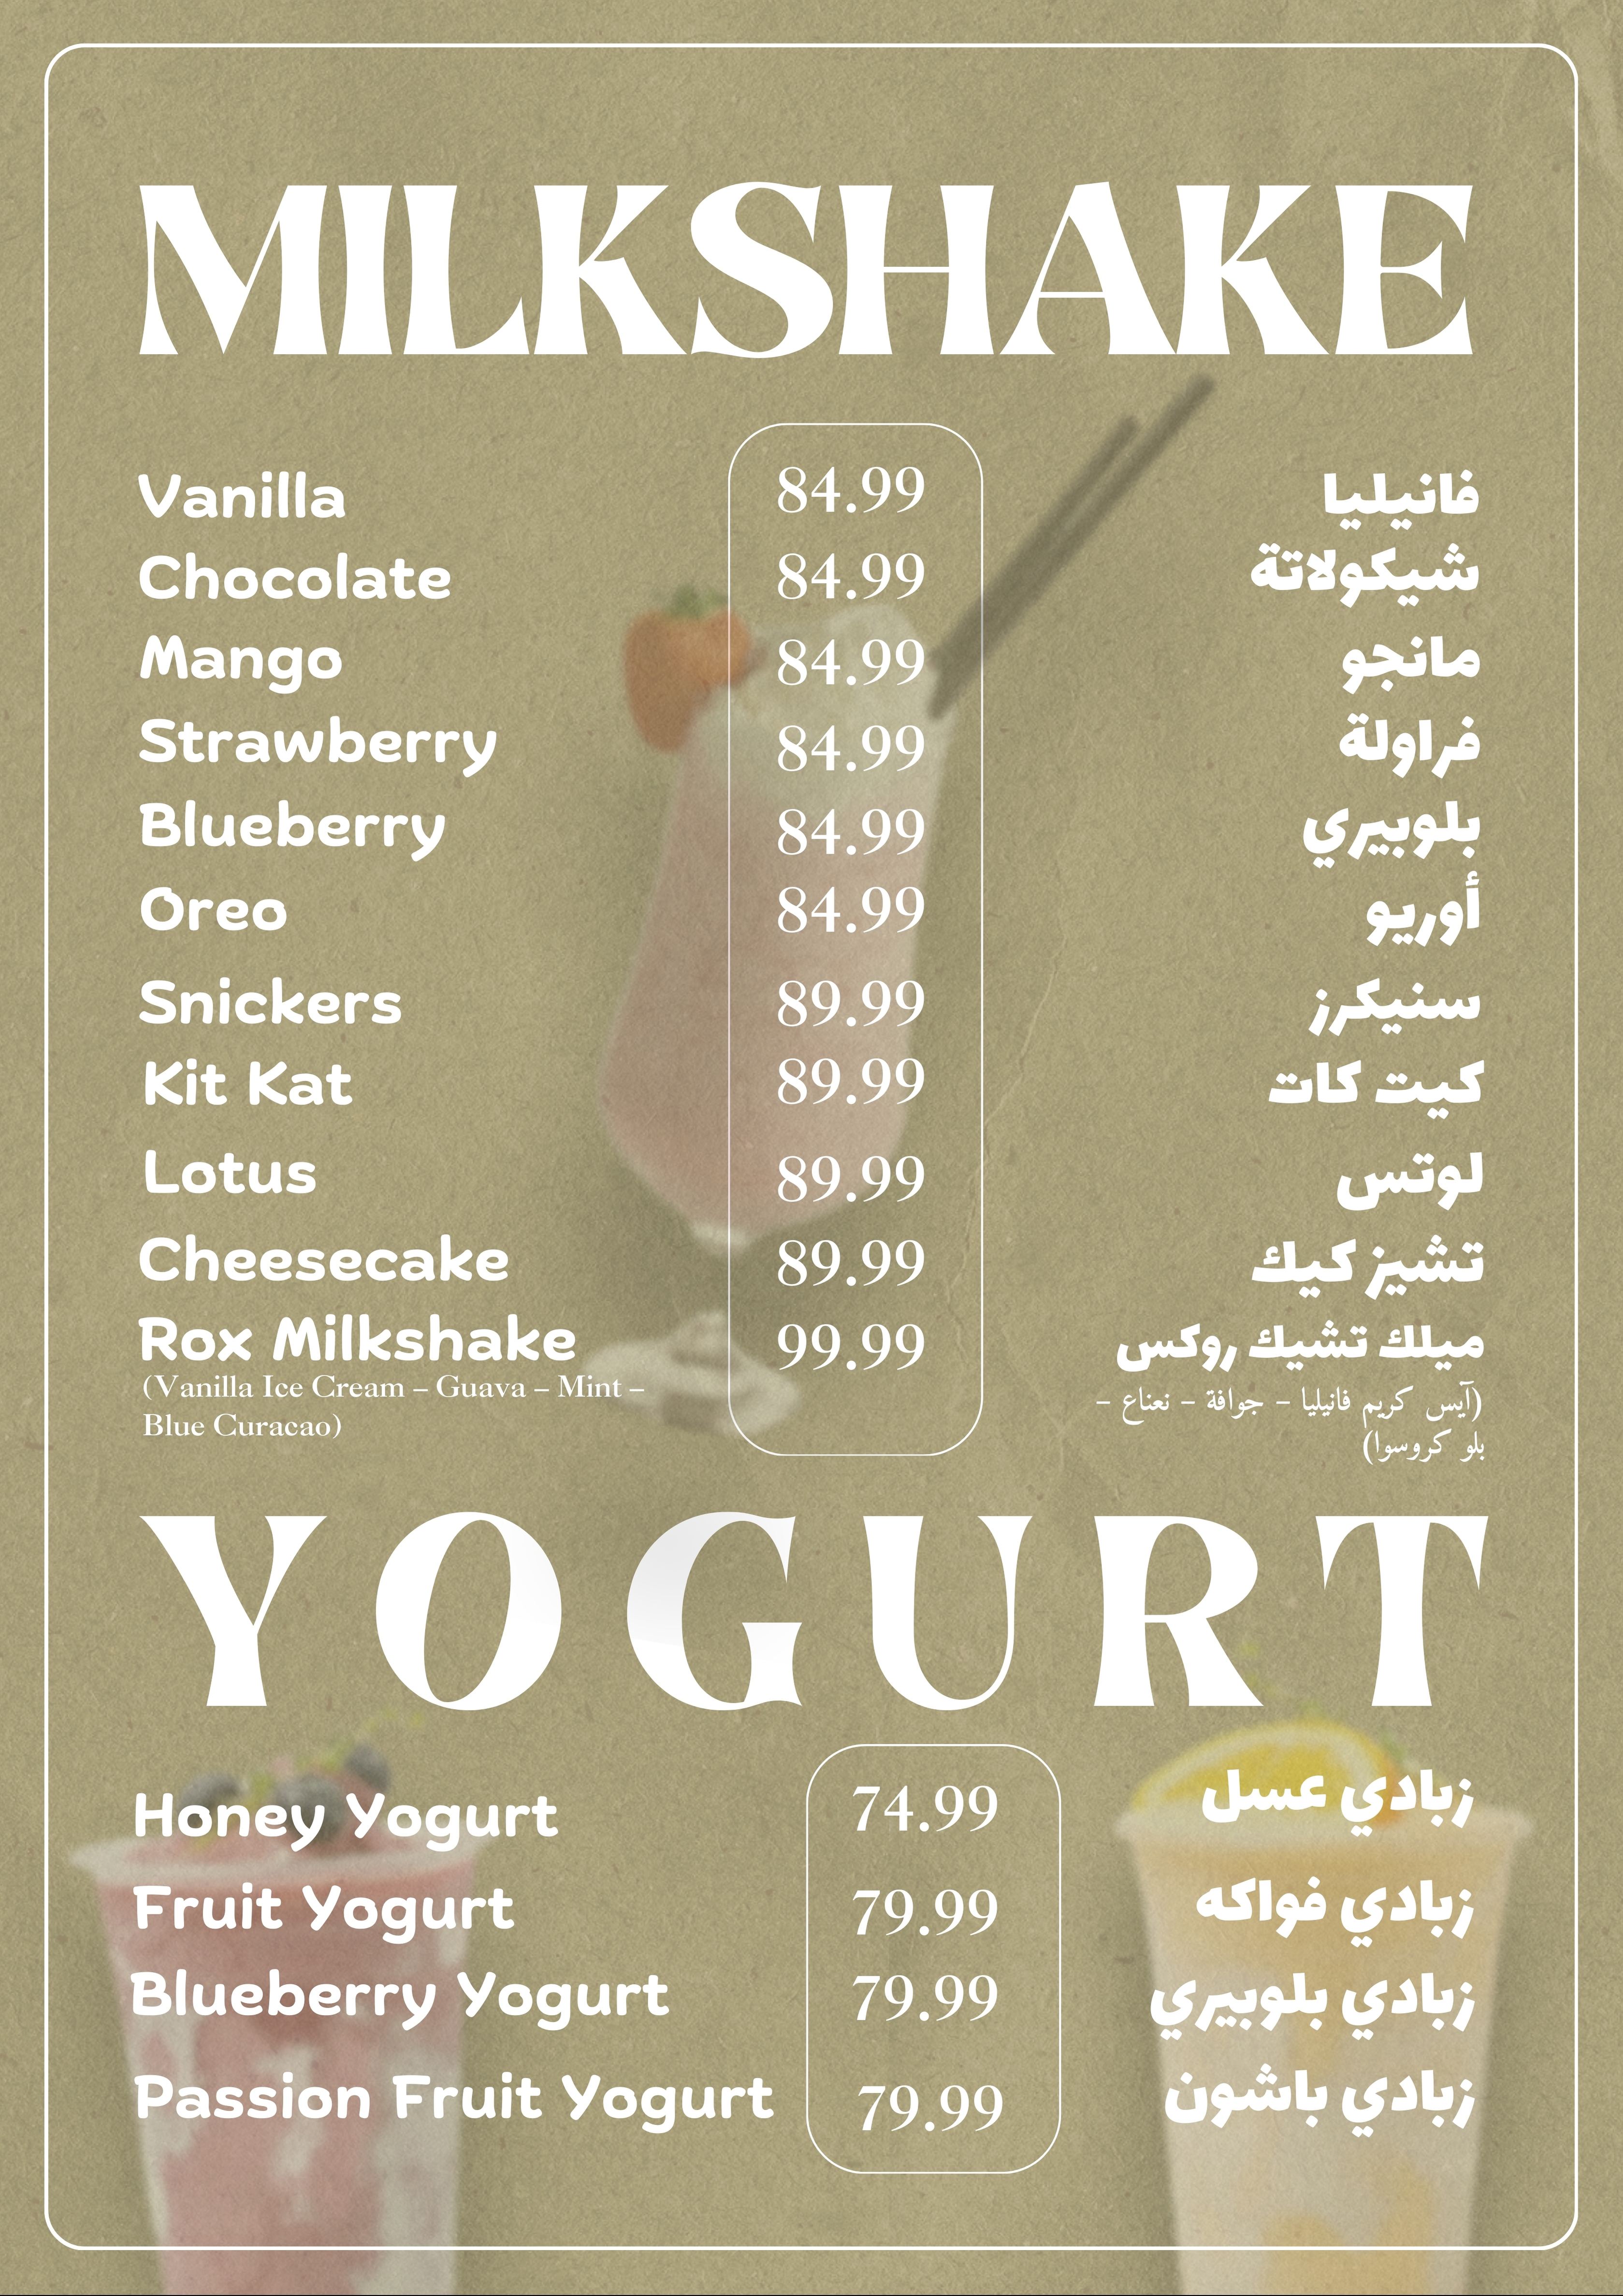 MILKSHAKE
Vanilla 84.99 فانيليا
Chocolate 84.99 شيكولاتة
Mango 84.99 مانجو
Strawberry 84.99 فراولة
Blueberry 84.99 بلوبيري
Oreo 84.99 أوريو
Snickers 89.99 سنيكرز
Kit Kat 89.99 كيت كات
Lotus 89.99 لوتس
Cheesecake 89.99 تشيز كيك
Rox Milkshake 99.99 ميلك تشيك روكس
(Vanilla Ice Cream – Guava – Mint – (آيس كريم فانيليا - جوافة - نعناع -
Blue Curacao) بلو كروسوا)
YOGURT
Honey Yogurt 74.99 زبادي عسل
Fruit Yogurt 79.99 زبادي فواكه
Blueberry Yogurt 79.99 زبادي بلوبيري
Passion Fruit Yogurt 79.99 زبادي باشون